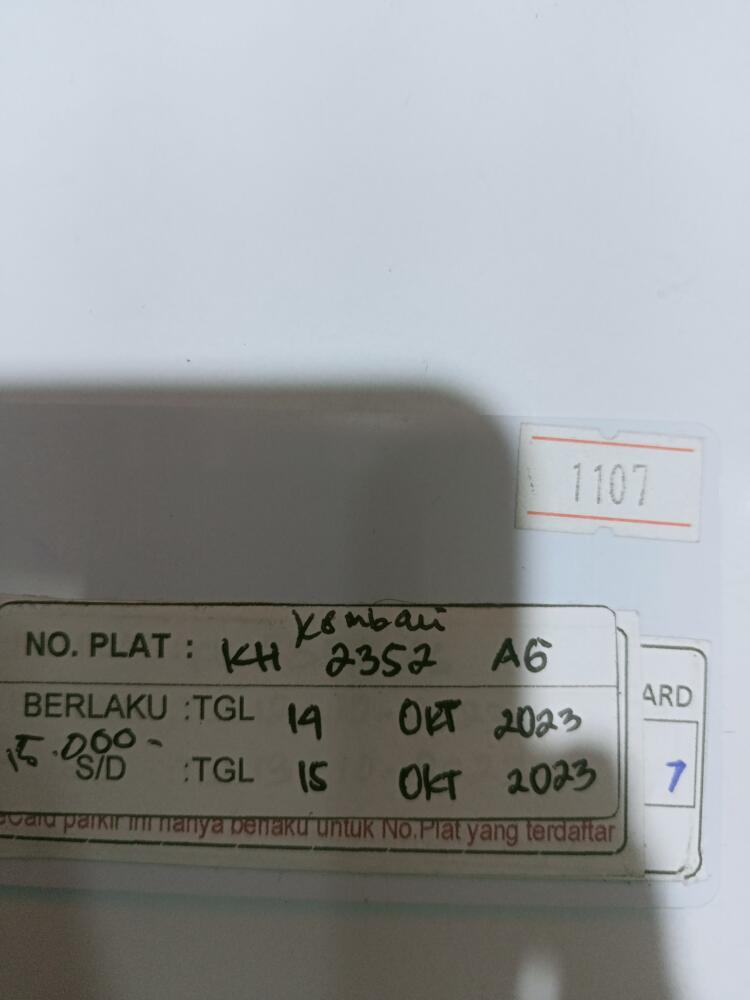 1107
Kembali
NO. PLAT : KH 2352 AG
ARD
BERLAKU :TGL 14 OKT 2023
15.000-
S/D :TGL 15 OKT 2023
7
Card parkir ini hanya berlaku untuk No.Plat yang terdaftar